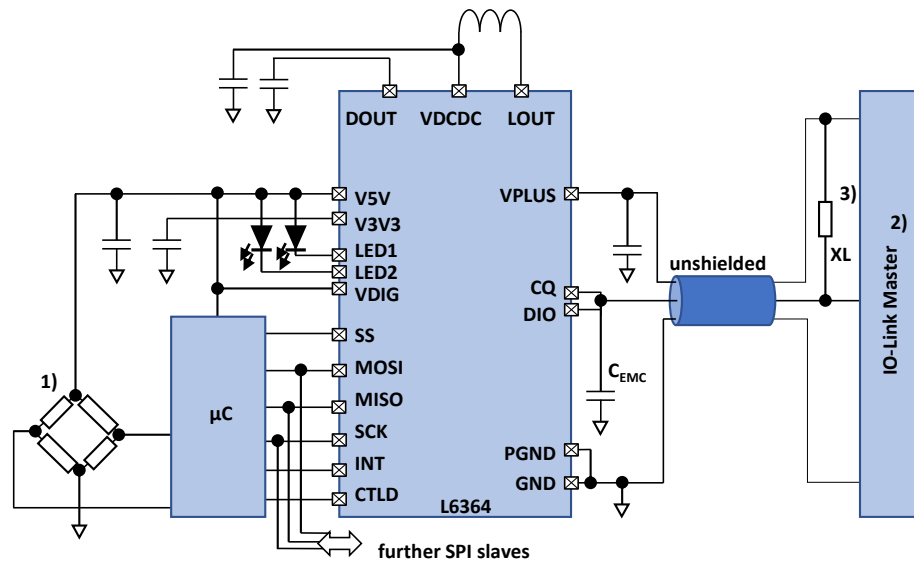 DOUT VDCDC LOUT
V5V
V3V3
LED1
LED2
VDIG
SS
MOSI
MISO
SCK
INT
CTLD
VPLUS
CQ
DIO
PGND
GND
L6364
1)
µC
further SPI slaves
unshielded
CEMC
3)
XL
2)
IO-Link Master